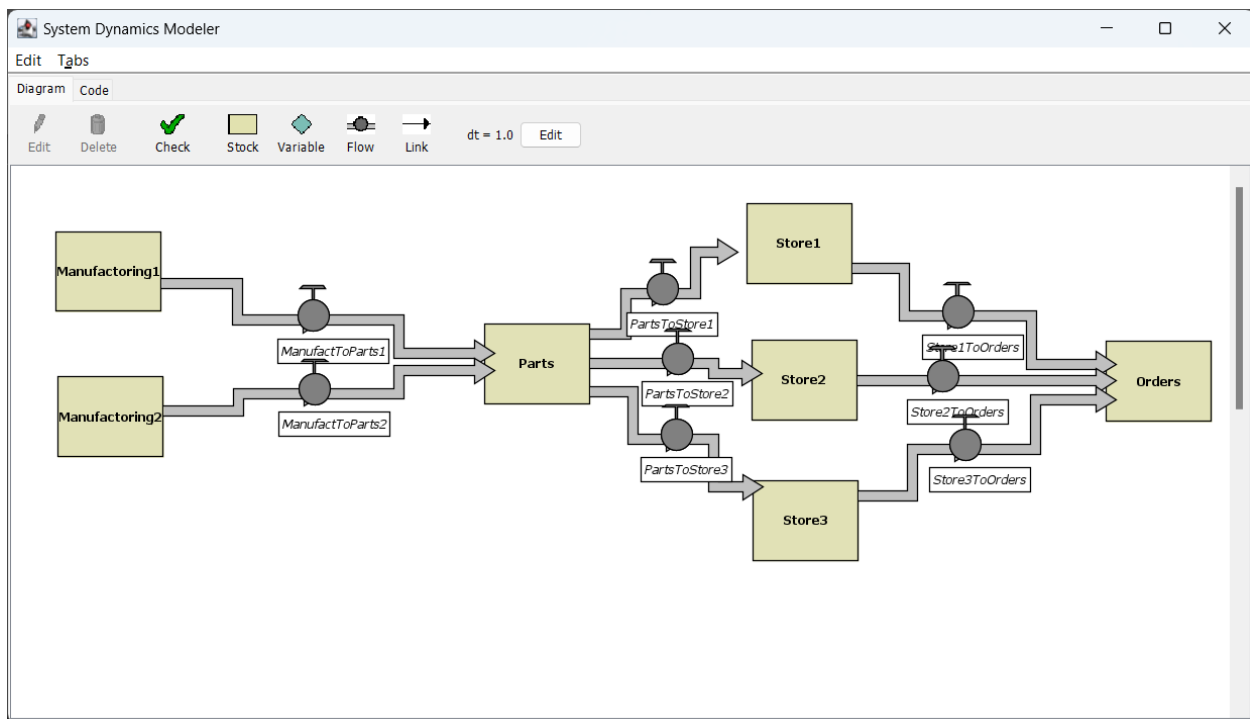 System Dynamics Modeler
Edit Tabs
Diagram Code
Edit Delete Check Stock Variable Flow Link dt = 1.0 Edit
Manufactoring1
ManufactToParts1
Manufactoring2
ManufactToParts2
Parts
PartsToStore1
PartsToStore2
PartsToStore3
Store1
Store2
Store3
Store1ToOrders
Store2ToOrders
Store3ToOrders
Orders